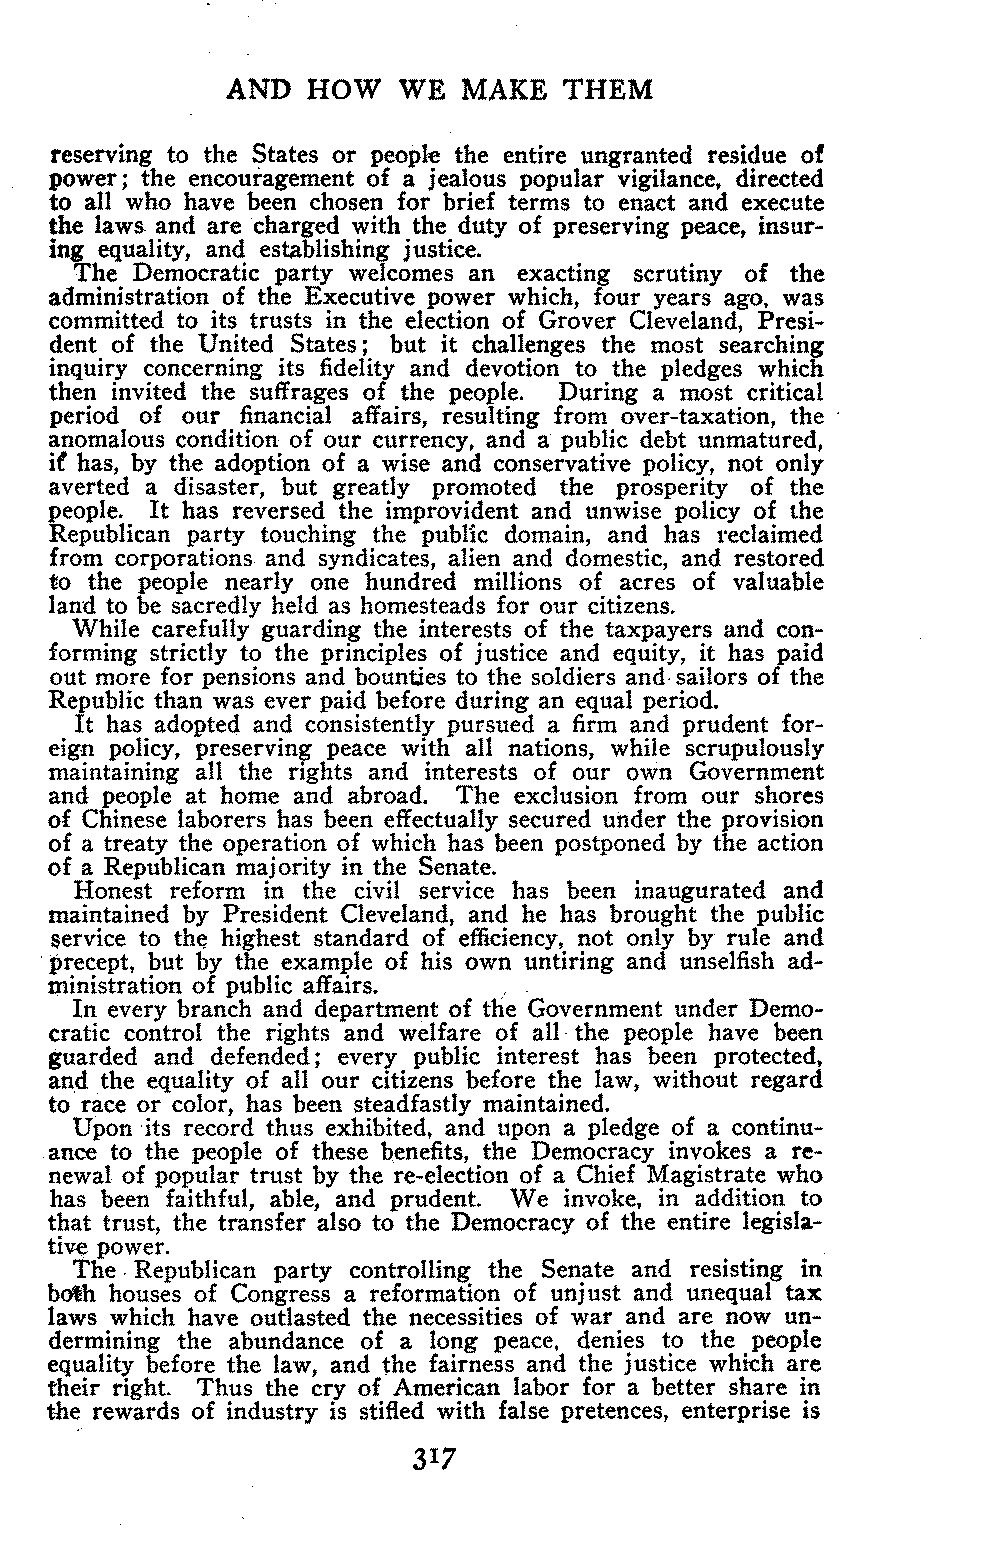 AND HOW WE MAKE THEM
reserving to the States or people the entire ungranted residue of
power; the encouragement of a jealous popular vigilance, directed
to all who have been chosen for brief terms to enact and execute
the laws and are charged with the duty of preserving peace, insur-
ing equality, and establishing justice.
The Democratic party welcomes an exacting scrutiny of the
administration of the Executive power which, four years ago, was
committed to its trusts in the election of Grover Cleveland, Presi-
dent of the United States; but it challenges the most searching
inquiry concerning its fidelity and devotion to the pledges which
then invited the suffrages of the people. During a most critical
period of our financial affairs, resulting from over-taxation, the
anomalous condition of our currency, and a public debt unmatured,
it has, by the adoption of a wise and conservative policy, not only
averted a disaster, but greatly promoted the prosperity of the
people. It has reversed the improvident and unwise policy of the
Republican party touching the public domain, and has reclaimed
from corporations and syndicates, alien and domestic, and restored
to the people nearly one hundred millions of acres of valuable
land to be sacredly held as homesteads for our citizens.
While carefully guarding the interests of the taxpayers and con-
forming strictly to the principles of justice and equity, it has paid
out more for pensions and bounties to the soldiers and sailors of the
Republic than was ever paid before during an equal period.
It has adopted and consistently pursued a firm and prudent for-
eign policy, preserving peace with all nations, while scrupulously
maintaining all the rights and interests of our own Government
and people at home and abroad. The exclusion from our shores
of Chinese laborers has been effectually secured under the provision
of a treaty the operation of which has been postponed by the action
of a Republican majority in the Senate.
Honest reform in the civil service has been inaugurated and
maintained by President Cleveland, and he has brought the public
service to the highest standard of efficiency, not only by rule and
precept, but by the example of his own untiring and unselfish ad-
ministration of public affairs.
In every branch and department of the Government under Demo-
cratic control the rights and welfare of all the people have been
guarded and defended; every public interest has been protected,
and the equality of all our citizens before the law, without regard
to race or color, has been steadfastly maintained.
Upon its record thus exhibited, and upon a pledge of a continu-
ance to the people of these benefits, the Democracy invokes a re-
newal of popular trust by the re-election of a Chief Magistrate who
has been faithful, able, and prudent. We invoke, in addition to
that trust, the transfer also to the Democracy of the entire legisla-
tive power.
The Republican party controlling the Senate and resisting in
both houses of Congress a reformation of unjust and unequal tax
laws which have outlasted the necessities of war and are now un-
dermining the abundance of a long peace, denies to the people
equality before the law, and the fairness and the justice which are
their right. Thus the cry of American labor for a better share in
the rewards of industry is stifled with false pretences, enterprise is
317